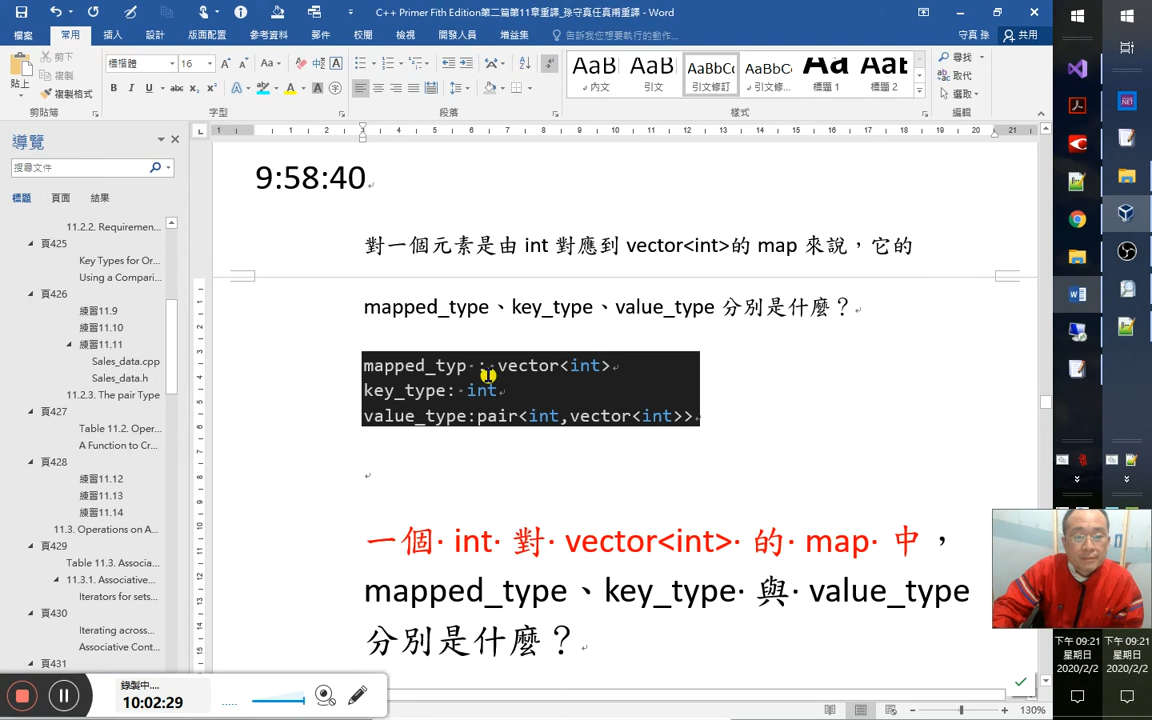 C++ Primer Fith Edition第二篇第11章重譯_孫守真任真甫重譯 - Word
檔案 常用 插入 設計 版面配置 參考資料 郵件 校閱 檢視 開發人員 增益集 告訴我您想要執行的動作... 守真 孫 共用
貼上 剪下 複製 複製格式
標楷體 16
AaB AaB AaBbC AaBbC AaB AaB
內文 引文 引文修訂 引文修... 標題 1 標題 2
尋找 取代 選取
剪貼簿 字型 段落 樣式 編輯
導覽
搜尋文件
標題 頁面 結果
11.2.2. Requiremen...
頁425
Key Types for Or...
Using a Compari...
頁426
練習11.9
練習11.10
練習11.11
Sales_data.cpp
Sales_data.h
11.2.3. The pair Type
頁427
Table 11.2. Oper...
A Function to Cr...
頁428
練習11.12
練習11.13
練習11.14
11.3. Operations on A...
頁429
Table 11.3. Associa...
11.3.1. Associative...
Iterators for sets...
頁430
Iterating across...
Associative Cont...
頁431
9:58:40
對一個元素是由 int 對應到 vector<int>的 map 來說，它的
mapped_type、key_type、value_type 分別是什麼？
mapped_typ : vector<int>
key_type: int
value_type:pair<int,vector<int>>
一個 int 對 vector<int> 的 map 中，
mapped_type、key_type 與 value_type
分別是什麼？
錄製中....
10:02:29
130%
下午 09:21
星期日
2020/2/2
下午 09:21
星期日
2020/2/2